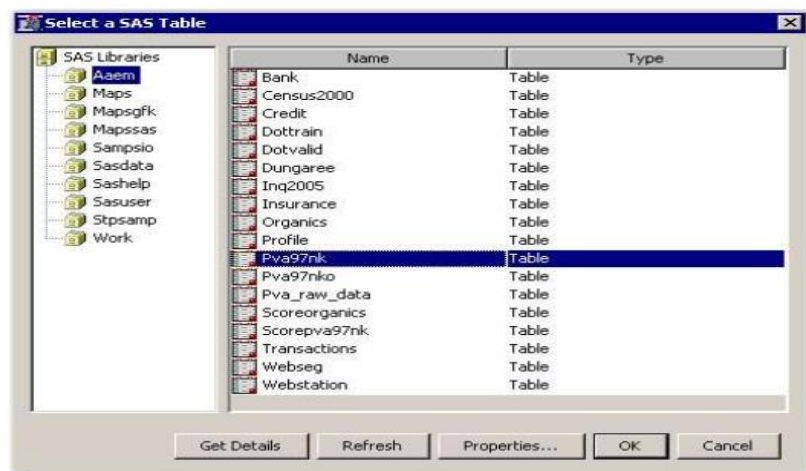 Select a SAS Table
SAS Libraries
Aaem
Maps
Mapsgfk
Mapssas
Sampsio
Sasdata
Sashelp
Sasuser
Stpsamp
Work
Name Type
Bank Table
Census2000 Table
Credit Table
Dottrain Table
Dotvalid Table
Dungaree Table
Inq2005 Table
Insurance Table
Organics Table
Profile Table
Pva97nk Table
Pva97nko Table
Pva_raw_data Table
Scoreorganics Table
Scorepva97nk Table
Transactions Table
Webseg Table
Webstation Table
Get Details Refresh Properties... OK Cancel